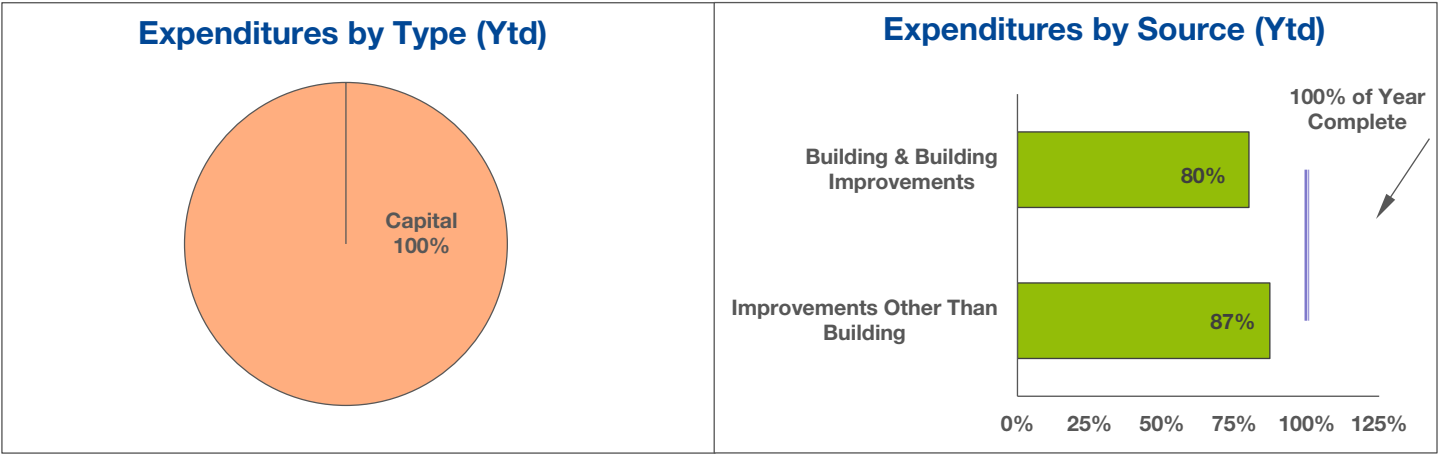 Expenditures by Type (Ytd)
Capital
100%
Expenditures by Source (Ytd)
100% of Year
Complete
Building & Building
Improvements
80%
Improvements Other Than
Building
87%
0% 25% 50% 75% 100% 125%